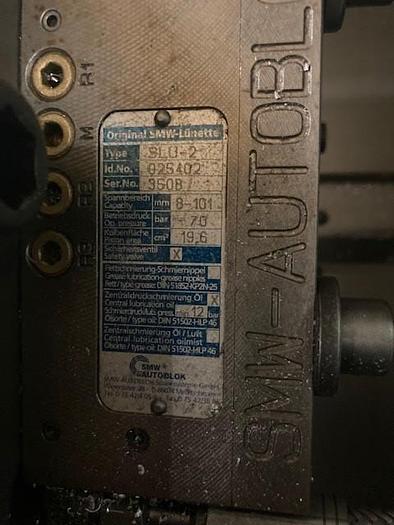 R1
M
R2
R3
SMW-AUTOBLO
Original SMW-Lünette
Type SLU-2
Id.No. 025402
Ser.No. 3508
Spannbereich
Capacity mm 8-101
Betriebsdruck
Op. pressure bar 70
Kolbenfläche
Piston area cm² 19,6
Sicherheitsventil
Safety valve X
Fettschmierung-Schmiernippel
Lubrication-grease nipples
Fett/type grease: DIN 51852-KP2N-25
Zentraldruckschmierung Öl X
Central lubrication oil
Schmierdruck/lub.press. 12 bar
Ölsorte/type oil: DIN 51502-HLP 46
Zentralschmierung Öl / Luft
Central lubrication oilmist
Ölsorte / type oil: DIN 51502-HLP 46
SMW
AUTOBLOK